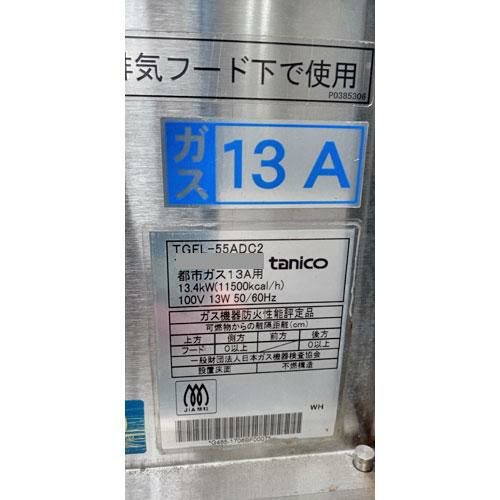 排気フード下で使用
P0385306
ガス 13A
TGFL-55ADC2
tanico
都市ガス13A用
13.4kW(11500kcal/h)
100V 13W 50/60Hz
ガス機器防火性能評定品
可燃物からの離隔距離(cm)
上方 側方 前方 後方
フード 0以上 0以上
一般財団法人日本ガス機器検査協会
設置床面 不燃構造
JIA
WH